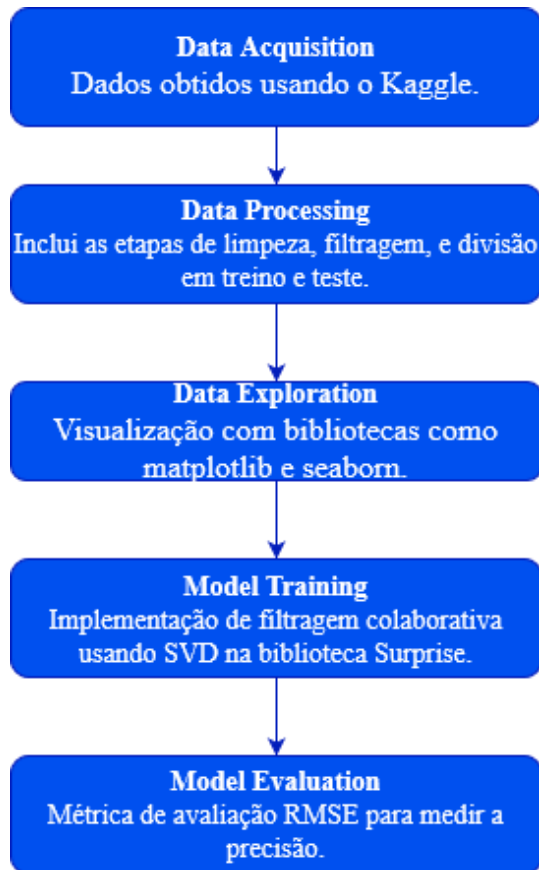 Data Acquisition
Dados obtidos usando o Kaggle.
Data Processing
Inclui as etapas de limpeza, filtragem, e divisão
em treino e teste.
Data Exploration
Visualização com bibliotecas como
matplotlib e seaborn.
Model Training
Implementação de filtragem colaborativa
usando SVD na biblioteca Surprise.
Model Evaluation
Métrica de avaliação RMSE para medir a
precisão.